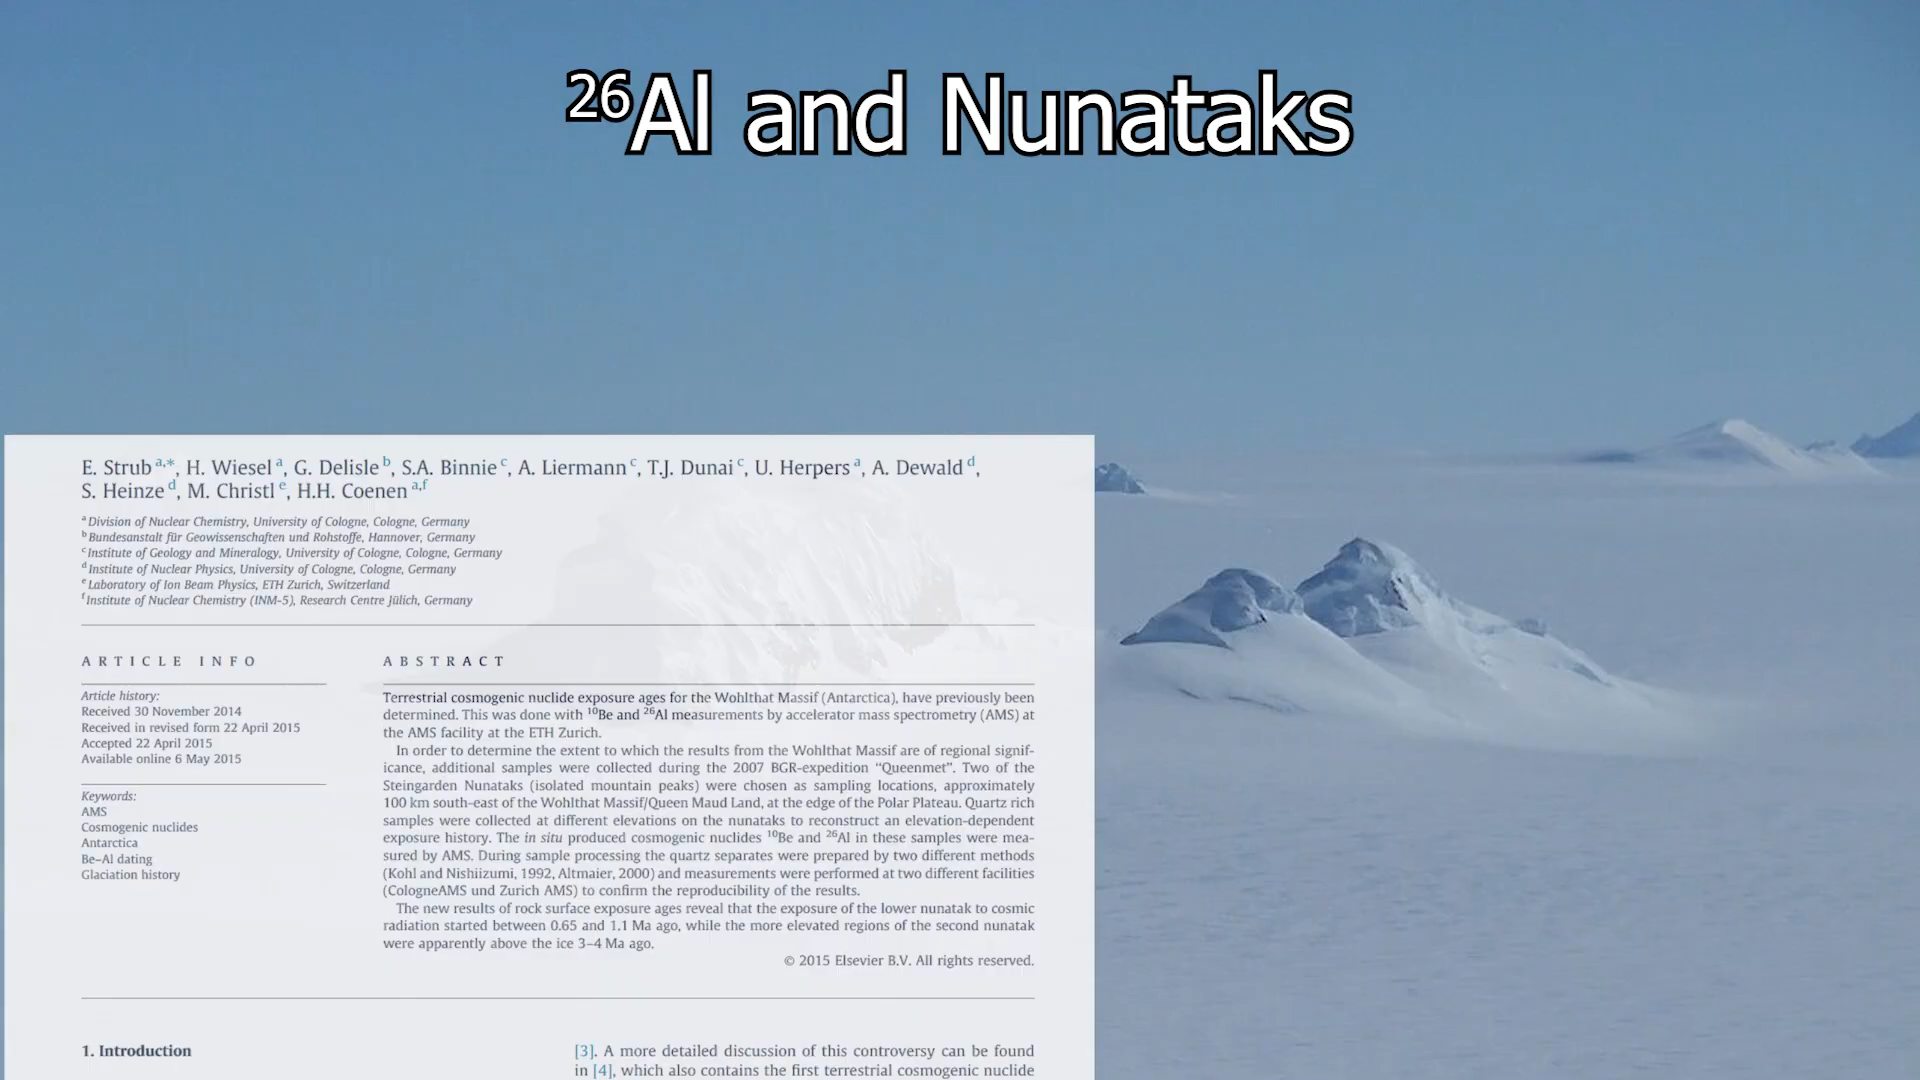 ²⁶Al and Nunataks
E. Strub ᵃ,*, H. Wiesel ᵃ, G. Delisle ᵇ, S.A. Binnie ᶜ, A. Liermann ᶜ, T.J. Dunai ᶜ, U. Herpers ᵃ, A. Dewald ᵈ,
S. Heinze ᵈ, M. Christl ᵉ, H.H. Coenen ᵃ,ᶠ
ᵃ Division of Nuclear Chemistry, University of Cologne, Cologne, Germany
ᵇ Bundesanstalt für Geowissenschaften und Rohstoffe, Hannover, Germany
ᶜ Institute of Geology and Mineralogy, University of Cologne, Cologne, Germany
ᵈ Institute of Nuclear Physics, University of Cologne, Cologne, Germany
ᵉ Laboratory of Ion Beam Physics, ETH Zurich, Switzerland
ᶠ Institute of Nuclear Chemistry (INM-5), Research Centre Jülich, Germany
ARTICLE INFO
Article history:
Received 30 November 2014
Received in revised form 22 April 2015
Accepted 22 April 2015
Available online 6 May 2015
Keywords:
AMS
Cosmogenic nuclides
Antarctica
Be–Al dating
Glaciation history
ABSTRACT
Terrestrial cosmogenic nuclide exposure ages for the Wohlthat Massif (Antarctica), have previously been
determined. This was done with ¹⁰Be and ²⁶Al measurements by accelerator mass spectrometry (AMS) at
the AMS facility at the ETH Zurich.
In order to determine the extent to which the results from the Wohlthat Massif are of regional signif-
icance, additional samples were collected during the 2007 BGR-expedition “Queenmet”. Two of the
Steingarden Nunataks (isolated mountain peaks) were chosen as sampling locations, approximately
100 km south-east of the Wohlthat Massif/Queen Maud Land, at the edge of the Polar Plateau. Quartz rich
samples were collected at different elevations on the nunataks to reconstruct an elevation-dependent
exposure history. The in situ produced cosmogenic nuclides ¹⁰Be and ²⁶Al in these samples were mea-
sured by AMS. During sample processing the quartz separates were prepared by two different methods
(Kohl and Nishiizumi, 1992, Altmaier, 2000) and measurements were performed at two different facilities
(CologneAMS und Zurich AMS) to confirm the reproducibility of the results.
The new results of rock surface exposure ages reveal that the exposure of the lower nunatak to cosmic
radiation started between 0.65 and 1.1 Ma ago, while the more elevated regions of the second nunatak
were apparently above the ice 3–4 Ma ago.
© 2015 Elsevier B.V. All rights reserved.
1. Introduction
[3]. A more detailed discussion of this controversy can be found
in [4], which also contains the first terrestrial cosmogenic nuclide